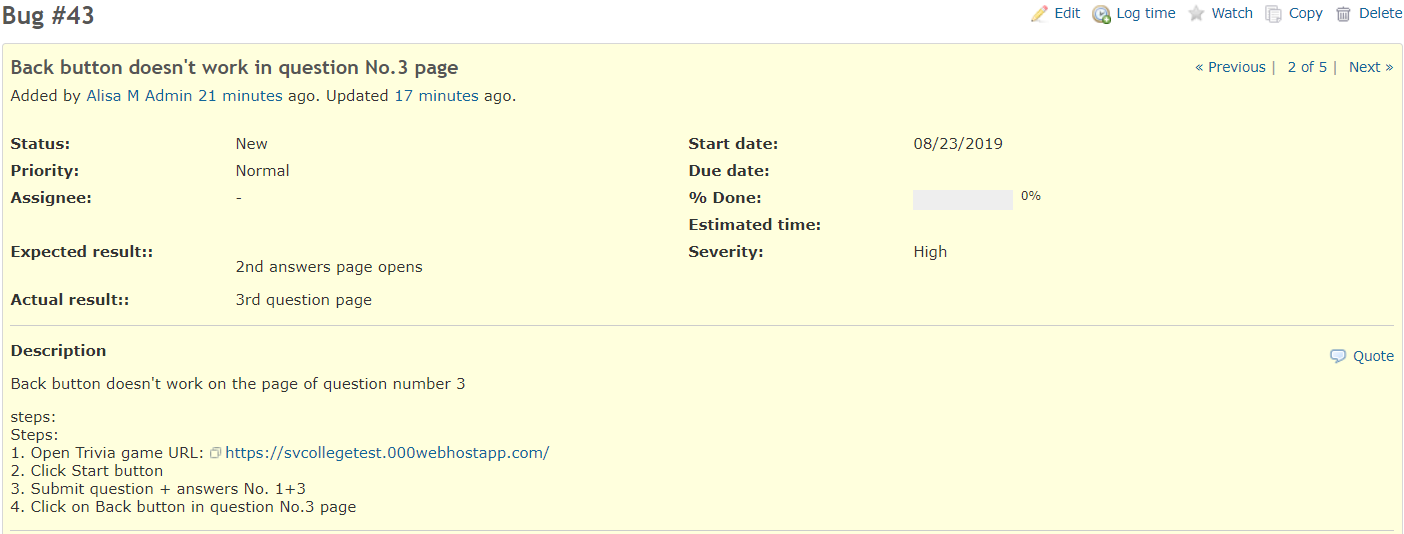 Bug #43
Edit Log time Watch Copy Delete
Back button doesn't work in question No.3 page
« Previous | 2 of 5 | Next »
Added by Alisa M Admin 21 minutes ago. Updated 17 minutes ago.
Status: New Start date: 08/23/2019
Priority: Normal Due date:
Assignee: - % Done: 0%
Estimated time:
Expected result:: Severity: High
2nd answers page opens
Actual result:: 3rd question page
Description
Quote
Back button doesn't work on the page of question number 3
steps:
Steps:
1. Open Trivia game URL: https://svcollegetest.000webhostapp.com/
2. Click Start button
3. Submit question + answers No. 1+3
4. Click on Back button in question No.3 page